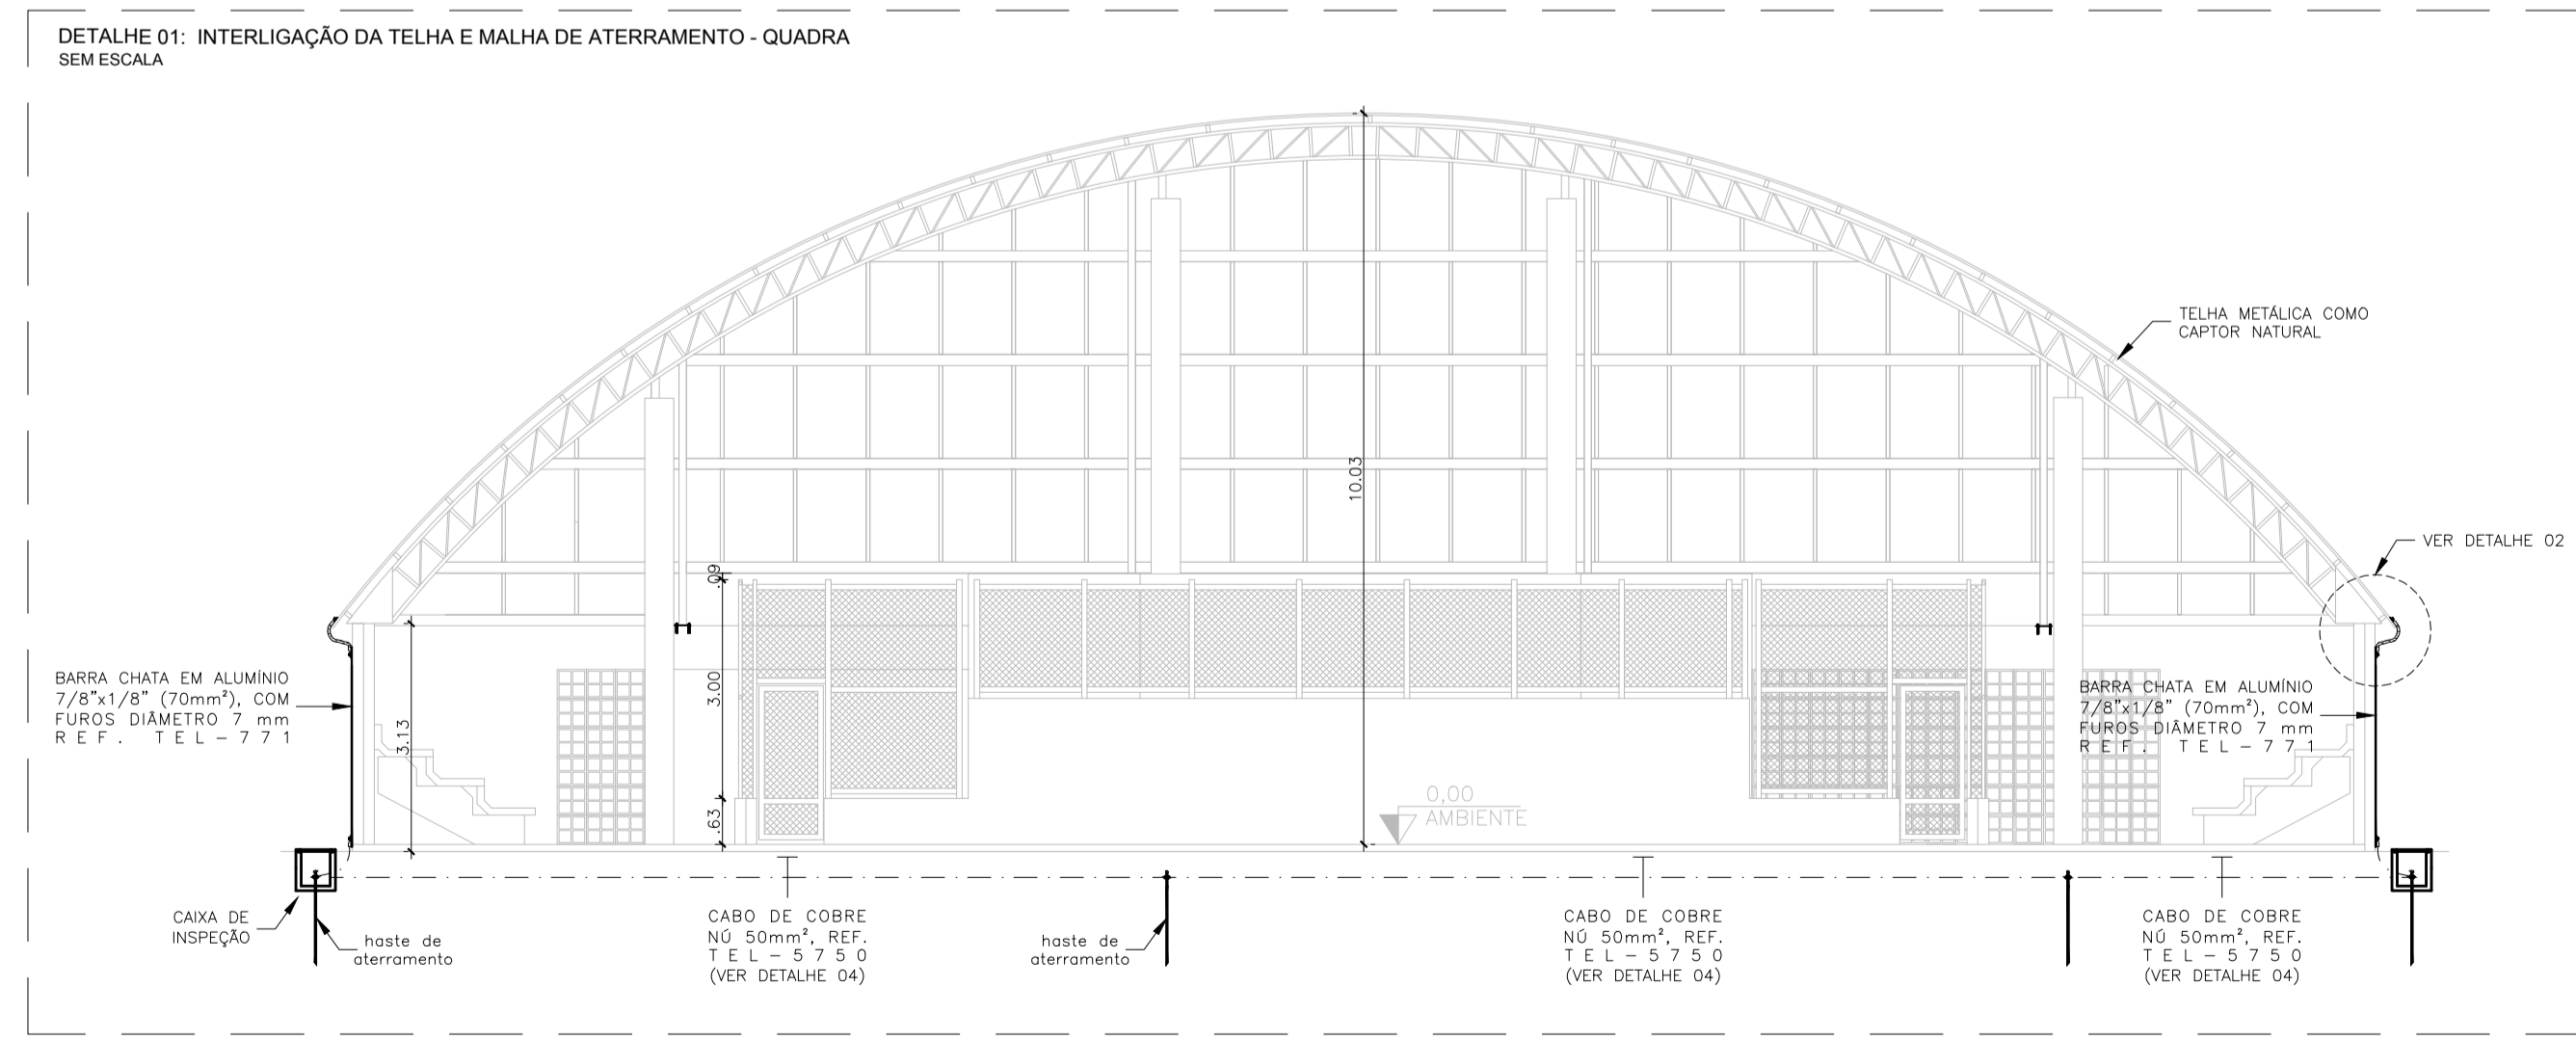 DETALHE 01: INTERLIGAÇÃO DA TELHA E MALHA DE ATERRAMENTO - QUADRA
SEM ESCALA
TELHA METÁLICA COMO
CAPTOR NATURAL
10.03
VER DETALHE 02
.09
3.00
.63
3.13
BARRA CHATA EM ALUMÍNIO
7/8"x1/8" (70mm²), COM
FUROS DIÂMETRO 7 mm
REF. TEL-771
BARRA CHATA EM ALUMÍNIO
7/8"x1/8" (70mm²), COM
FUROS DIÂMETRO 7 mm
REF. TEL-771
0,00
AMBIENTE
CAIXA DE
INSPEÇÃO
haste de
aterramento
CABO DE COBRE
NÚ 50mm², REF.
TEL-5750
(VER DETALHE 04)
haste de
aterramento
CABO DE COBRE
NÚ 50mm², REF.
TEL-5750
(VER DETALHE 04)
CABO DE COBRE
NÚ 50mm², REF.
TEL-5750
(VER DETALHE 04)